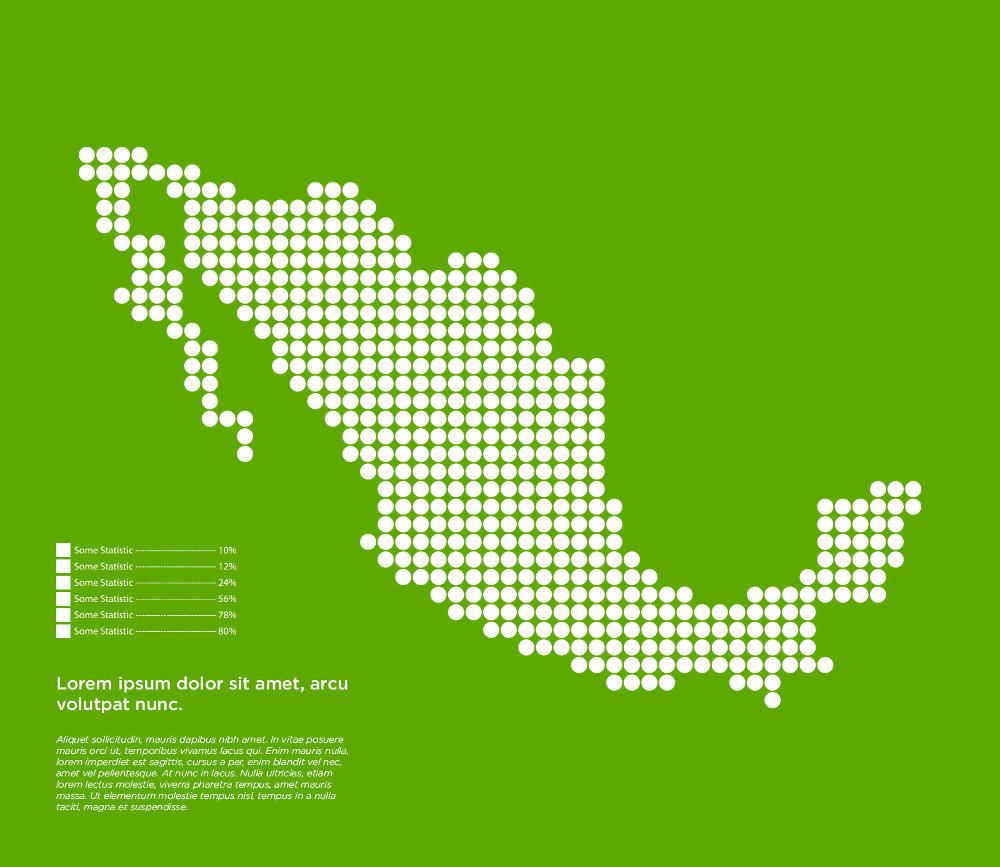 Some Statistic --------------------------- 10%
Some Statistic --------------------------- 12%
Some Statistic --------------------------- 24%
Some Statistic --------------------------- 56%
Some Statistic --------------------------- 78%
Some Statistic --------------------------- 80%
Lorem ipsum dolor sit amet, arcu
volutpat nunc.
Aliquet sollicitudin, mauris dapibus nibh amet. In vitae posuere
mauris orci ut, temporibus vivamus lacus qui. Enim mauris nulla,
lorem imperdiet est sagittis, cursus a per, enim blandit vel nec,
amet vel pellentesque. At nunc in lacus. Nulla ultricies, etiam
lorem lectus molestie, viverra pharetra tempus, amet mauris
massa. Ut elementum molestie tempus nisl, tempus in a nulla
taciti, magna et suspendisse.